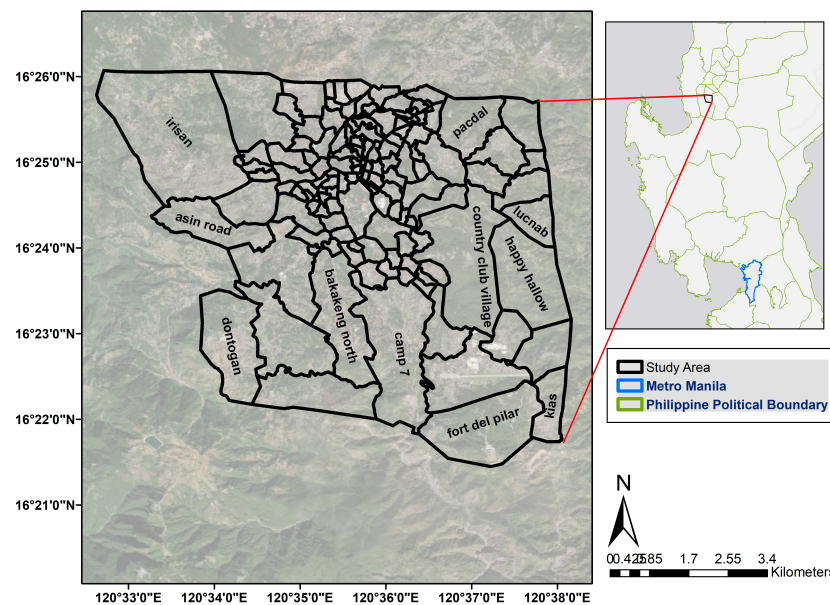 16°26'0"N
16°25'0"N
16°24'0"N
16°23'0"N
16°22'0"N
16°21'0"N
irisan
pacdal
asin road
lucnab
country club village
happy hallow
bakakeng north
dontogan
camp 7
kias
fort del pilar
120°33'0"E 120°34'0"E 120°35'0"E 120°36'0"E 120°37'0"E 120°38'0"E
Study Area
Metro Manila
Philippine Political Boundary
N
0 0.425 0.85 1.7 2.55 3.4
Kilometers